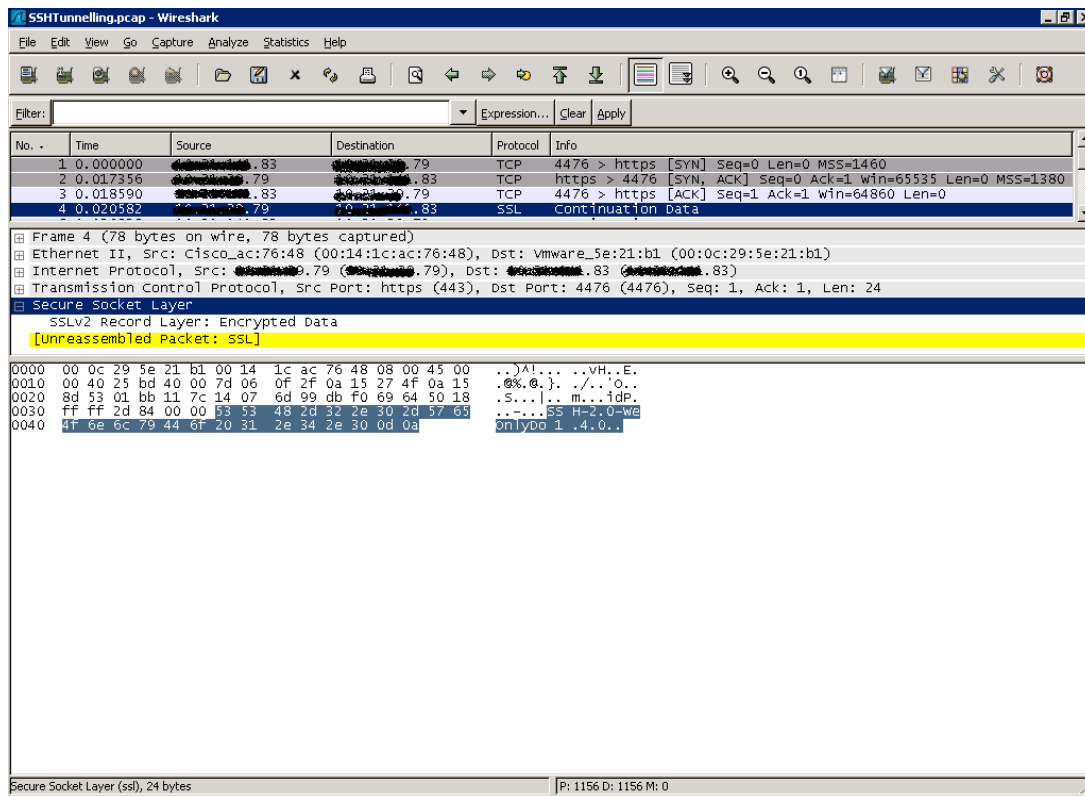 SSHTunnelling.pcap - Wireshark
File Edit View Go Capture Analyze Statistics Help
Filter: Expression... Clear Apply
No. Time Source Destination Protocol Info
1 0.000000 .83 .79 TCP 4476 > https [SYN] Seq=0 Len=0 MSS=1460
2 0.017356 .79 .83 TCP https > 4476 [SYN, ACK] Seq=0 Ack=1 Win=65535 Len=0 MSS=1380
3 0.018590 .83 .79 TCP 4476 > https [ACK] Seq=1 Ack=1 Win=64860 Len=0
4 0.020582 .79 .83 SSL Continuation Data
Frame 4 (78 bytes on wire, 78 bytes captured)
Ethernet II, Src: Cisco_ac:76:48 (00:14:1c:ac:76:48), Dst: Vmware_5e:21:b1 (00:0c:29:5e:21:b1)
Internet Protocol, Src: 9.79 (.79), Dst: .83 (.83)
Transmission Control Protocol, Src Port: https (443), Dst Port: 4476 (4476), Seq: 1, Ack: 1, Len: 24
Secure Socket Layer
SSLv2 Record Layer: Encrypted Data
[Unreassembled Packet: SSL]
0000 00 0c 29 5e 21 b1 00 14 1c ac 76 48 08 00 45 00 ..)^!... ..vH..E.
0010 00 40 25 bd 40 00 7d 06 0f 2f 0a 15 27 4f 0a 15 .@%.@.}. ./..'O..
0020 8d 53 01 bb 11 7c 14 07 6d 99 db f0 69 64 50 18 .S...|.. m...idP.
0030 ff ff 2d 84 00 00 53 53 48 2d 32 2e 30 2d 57 65 ..-...SS H-2.0-We
0040 4f 6e 6c 79 44 6f 20 31 2e 34 2e 30 0d 0a OnlyDo 1 .4.0..
Secure Socket Layer (ssl), 24 bytes P: 1156 D: 1156 M: 0